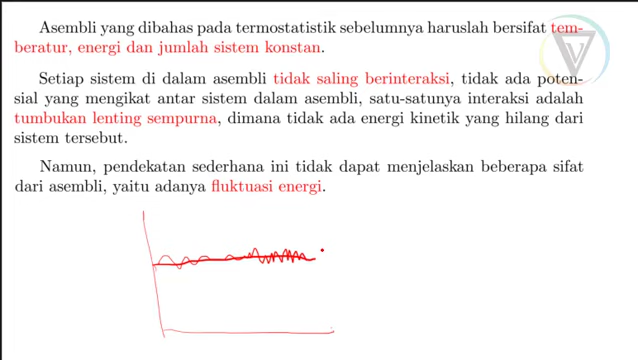 Asembli yang dibahas pada termostatistik sebelumnya haruslah bersifat tem-
beratur, energi dan jumlah sistem konstan.
Setiap sistem di dalam asembli tidak saling berinteraksi, tidak ada poten-
sial yang mengikat antar sistem dalam asembli, satu-satunya interaksi adalah
tumbukan lenting sempurna, dimana tidak ada energi kinetik yang hilang dari
sistem tersebut.
Namun, pendekatan sederhana ini tidak dapat menjelaskan beberapa sifat
dari asembli, yaitu adanya fluktuasi energi.